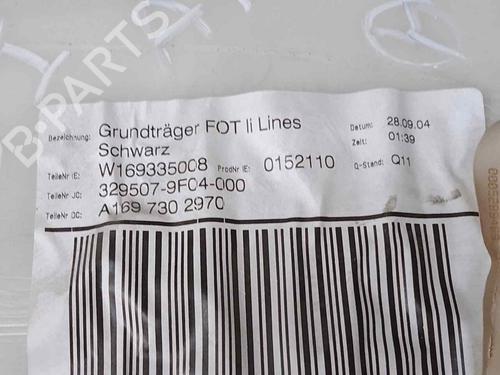 B-PARTS
Bezeichnung: Grundträger FOT li Lines Schwarz
Datum: 28.09.04
Zeit: 01:39
TeileNr IE: W169335008 ProdNr IE: 0152110 Q-Stand: Q11
TeileNr JC: 329507-9F04-000
TeileNr DC: A169 730 2970